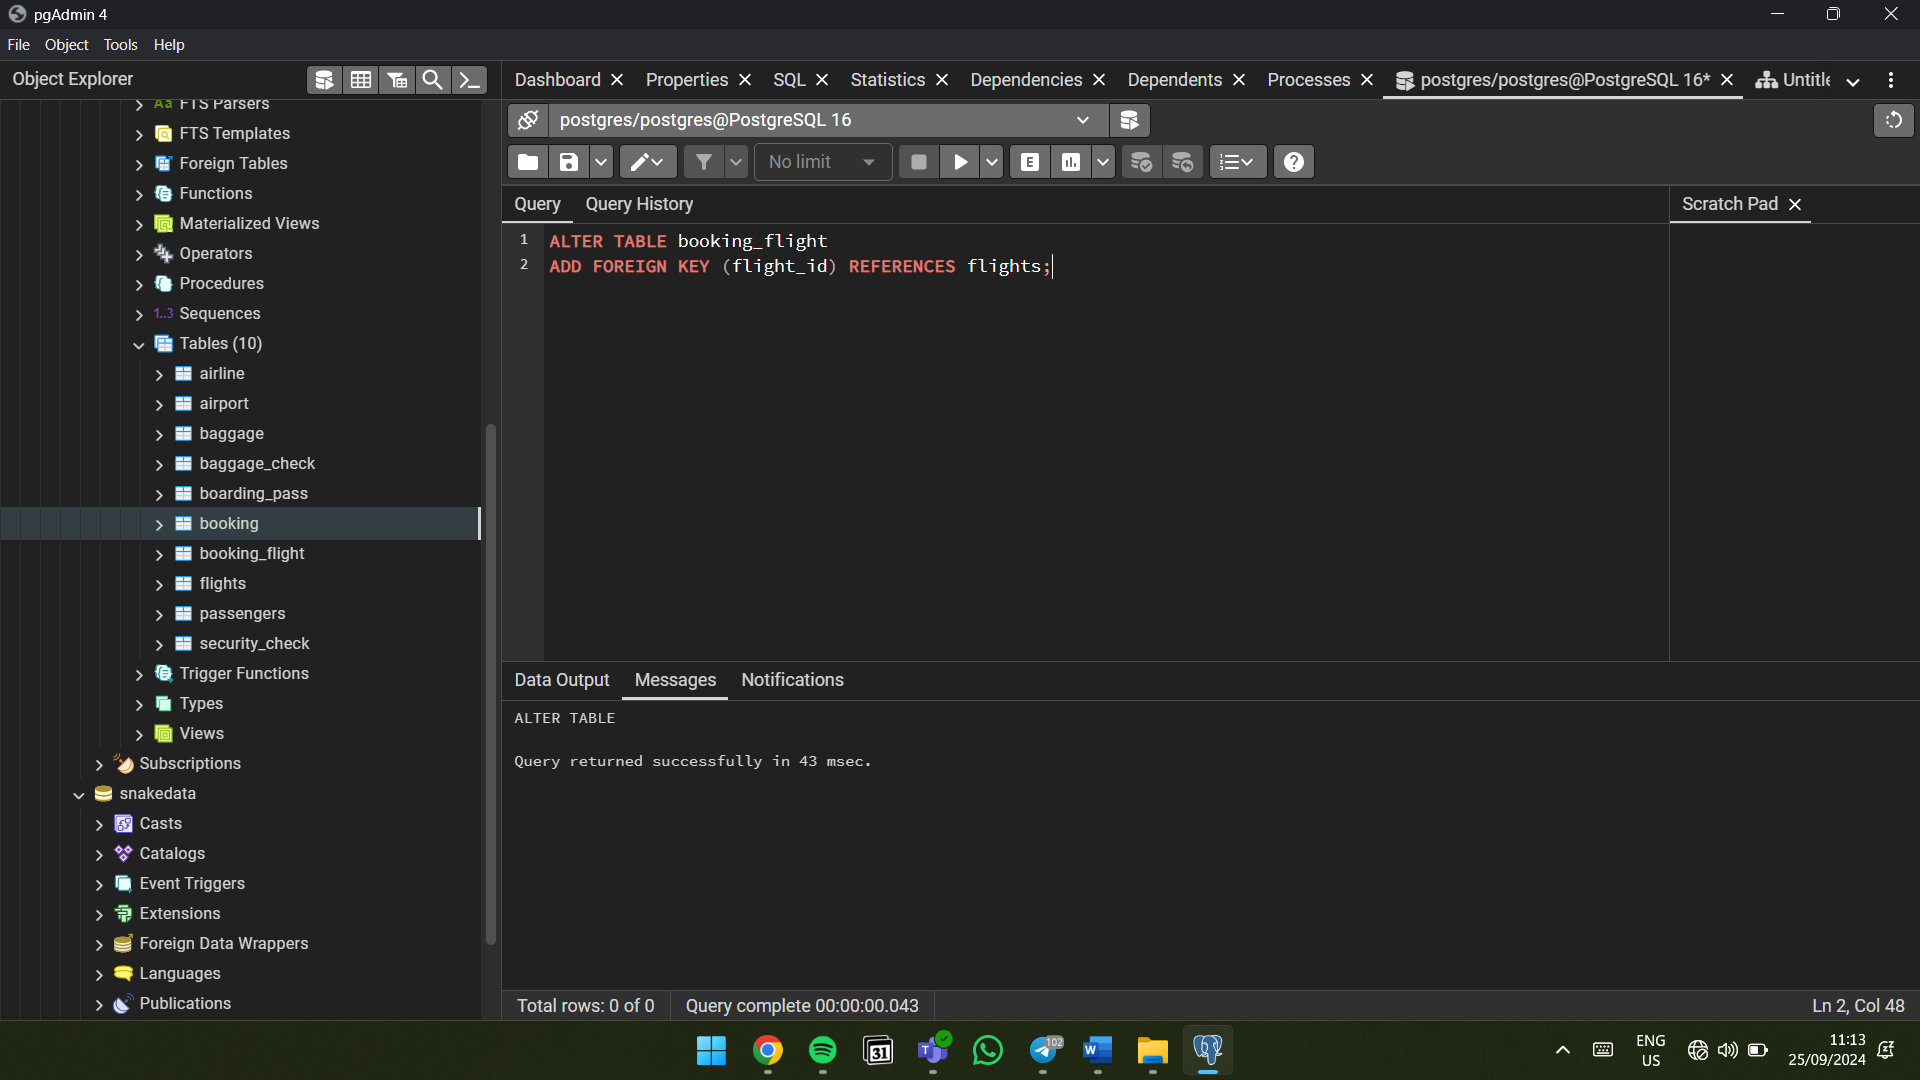 pgAdmin 4
File Object Tools Help
Object Explorer
Dashboard Properties SQL Statistics Dependencies Dependents Processes postgres/postgres@PostgreSQL 16* Untitle
FTS Parsers
FTS Templates
Foreign Tables
Functions
Materialized Views
Operators
Procedures
1..3 Sequences
Tables (10)
airline
airport
baggage
baggage_check
boarding_pass
booking
booking_flight
flights
passengers
security_check
Trigger Functions
Types
Views
Subscriptions
snakedata
Casts
Catalogs
Event Triggers
Extensions
Foreign Data Wrappers
Languages
Publications
postgres/postgres@PostgreSQL 16
No limit
E
Query Query History
Scratch Pad
1 ALTER TABLE booking_flight
2 ADD FOREIGN KEY (flight_id) REFERENCES flights;
Data Output Messages Notifications
ALTER TABLE
Query returned successfully in 43 msec.
Total rows: 0 of 0 Query complete 00:00:00.043 Ln 2, Col 48
31
102
W
ENG
US
11:13
25/09/2024